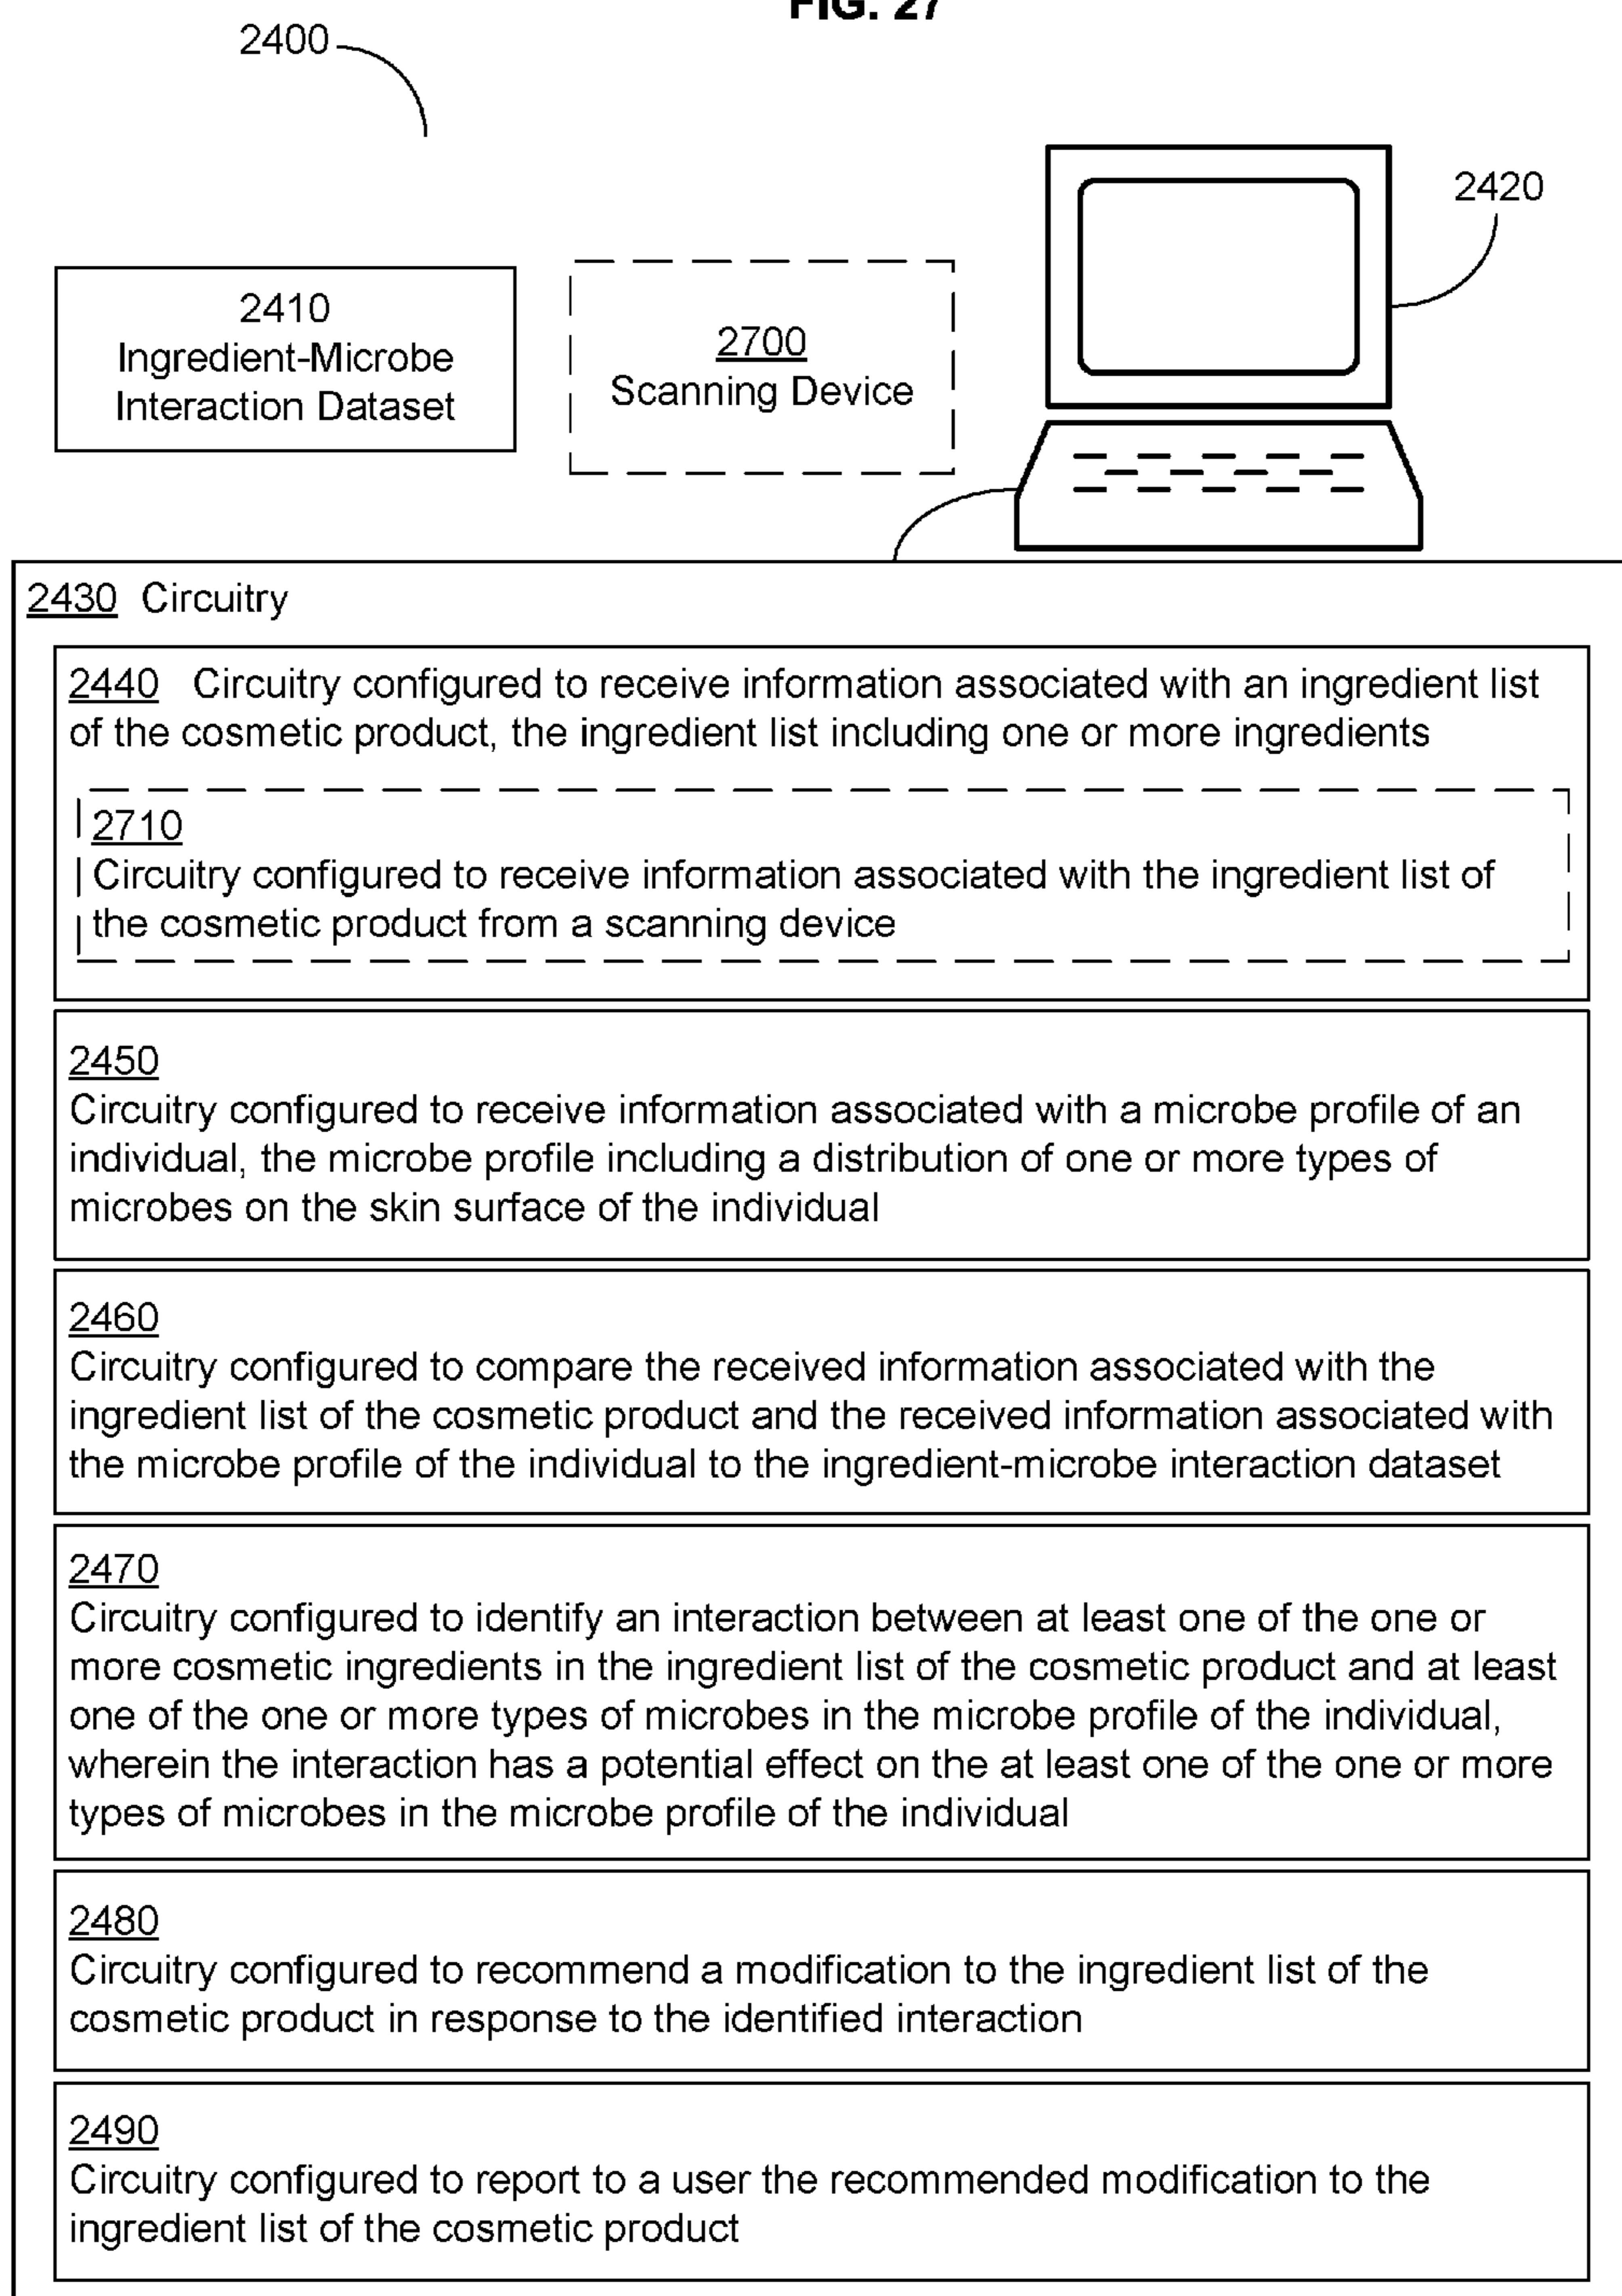 FIG. 27
2400
2420
2410
Ingredient-Microbe
Interaction Dataset
2700
Scanning Device
2430 Circuitry
2440 Circuitry configured to receive information associated with an ingredient list
of the cosmetic product, the ingredient list including one or more ingredients
2710
Circuitry configured to receive information associated with the ingredient list of
the cosmetic product from a scanning device
2450
Circuitry configured to receive information associated with a microbe profile of an
individual, the microbe profile including a distribution of one or more types of
microbes on the skin surface of the individual
2460
Circuitry configured to compare the received information associated with the
ingredient list of the cosmetic product and the received information associated with
the microbe profile of the individual to the ingredient-microbe interaction dataset
2470
Circuitry configured to identify an interaction between at least one of the one or
more cosmetic ingredients in the ingredient list of the cosmetic product and at least
one of the one or more types of microbes in the microbe profile of the individual,
wherein the interaction has a potential effect on the at least one of the one or more
types of microbes in the microbe profile of the individual
2480
Circuitry configured to recommend a modification to the ingredient list of the
cosmetic product in response to the identified interaction
2490
Circuitry configured to report to a user the recommended modification to the
ingredient list of the cosmetic product